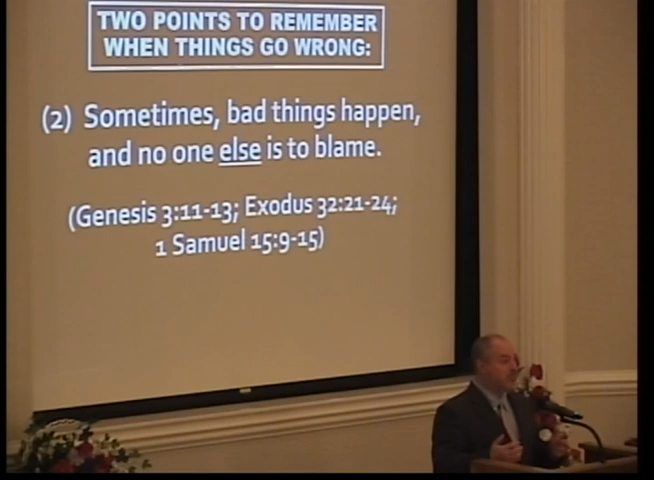 TWO POINTS TO REMEMBER
WHEN THINGS GO WRONG:
(2) Sometimes, bad things happen,
and no one else is to blame.
(Genesis 3:11-13; Exodus 32:21-24;
1 Samuel 15:9-15)